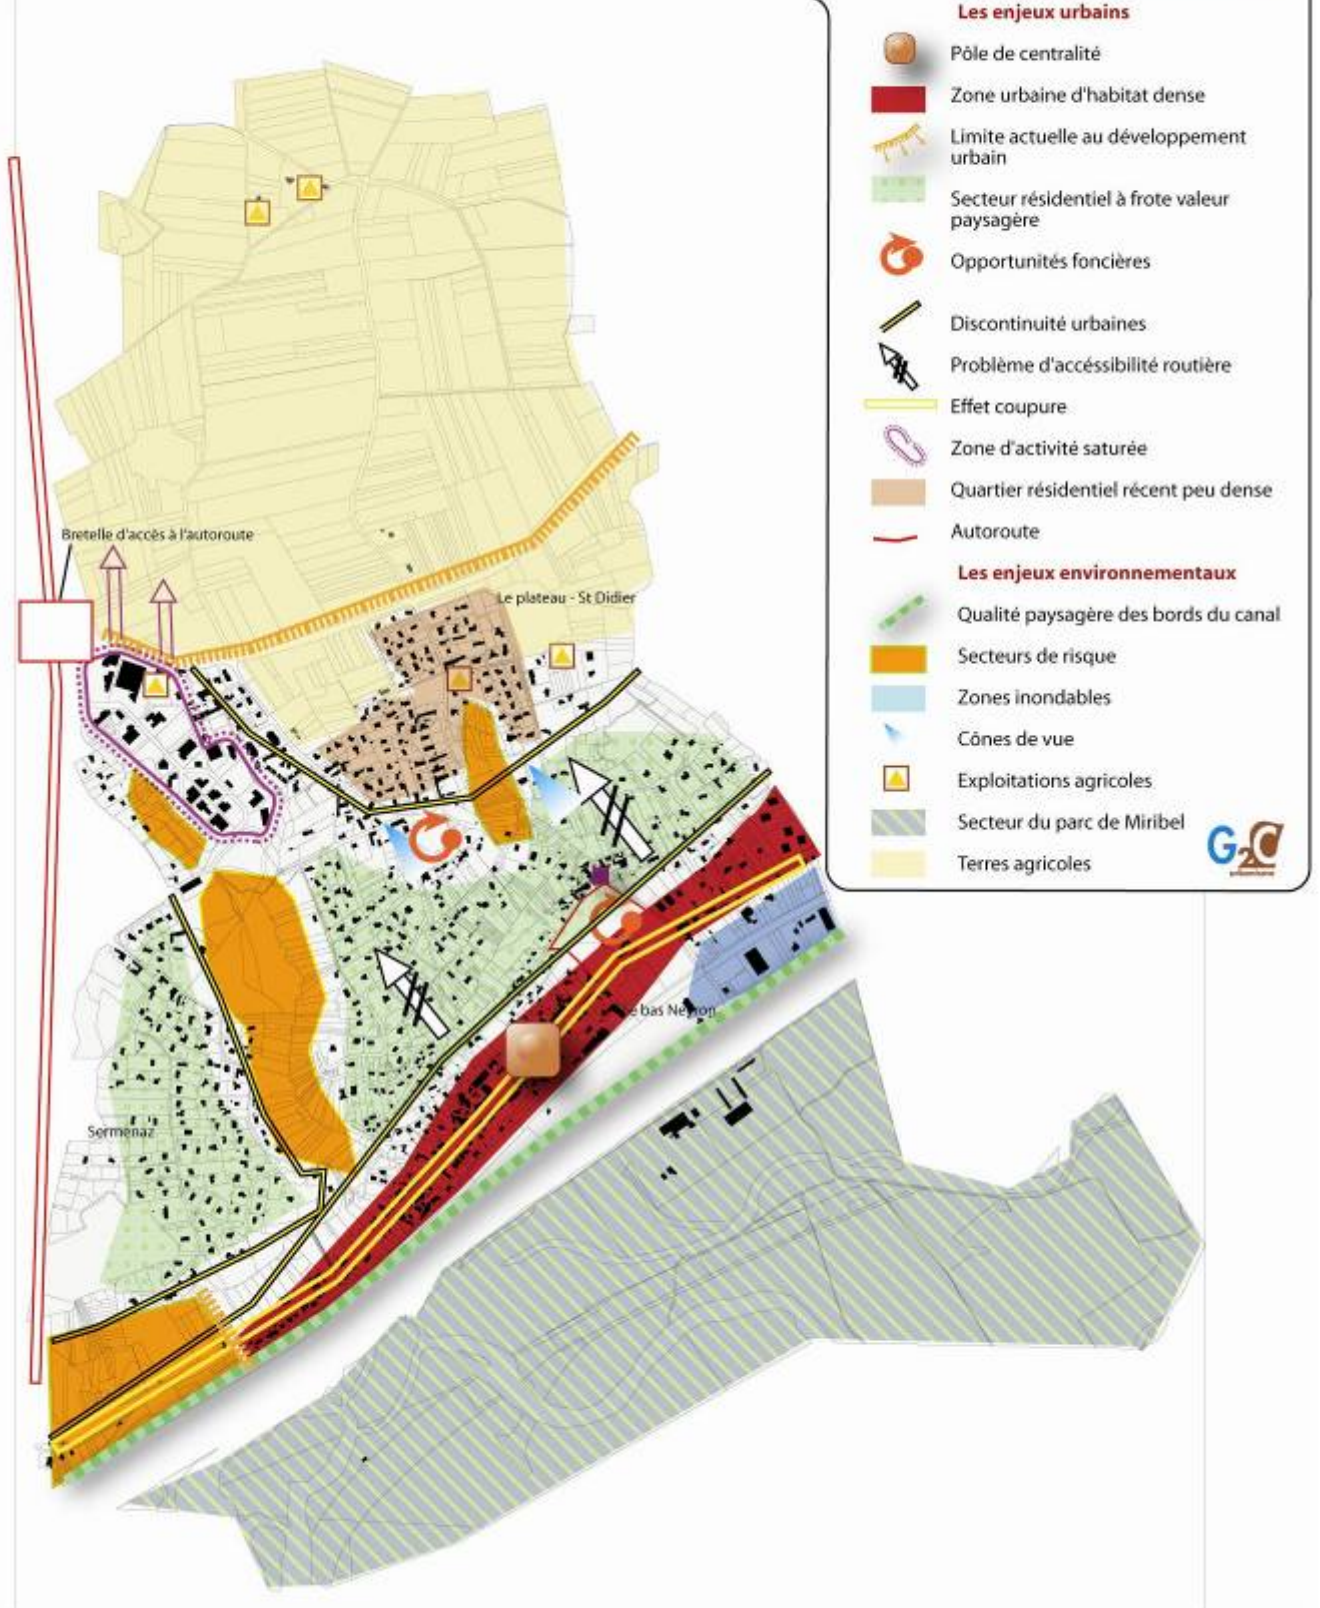 Les enjeux urbains
Pôle de centralité
Zone urbaine d'habitat dense
Limite actuelle au développement
urbain
Secteur résidentiel à frote valeur
paysagère
Opportunités foncières
Discontinuité urbaines
Problème d'accéssibilité routière
Effet coupure
Zone d'activité saturée
Quartier résidentiel récent peu dense
Autoroute
Les enjeux environnementaux
Qualité paysagère des bords du canal
Secteurs de risque
Zones inondables
Cônes de vue
Exploitations agricoles
Secteur du parc de Miribel
Terres agricoles
G2C
Bretelle d'accès à l'autoroute
Le plateau - St Didier
e bas Neyron
Sermenaz